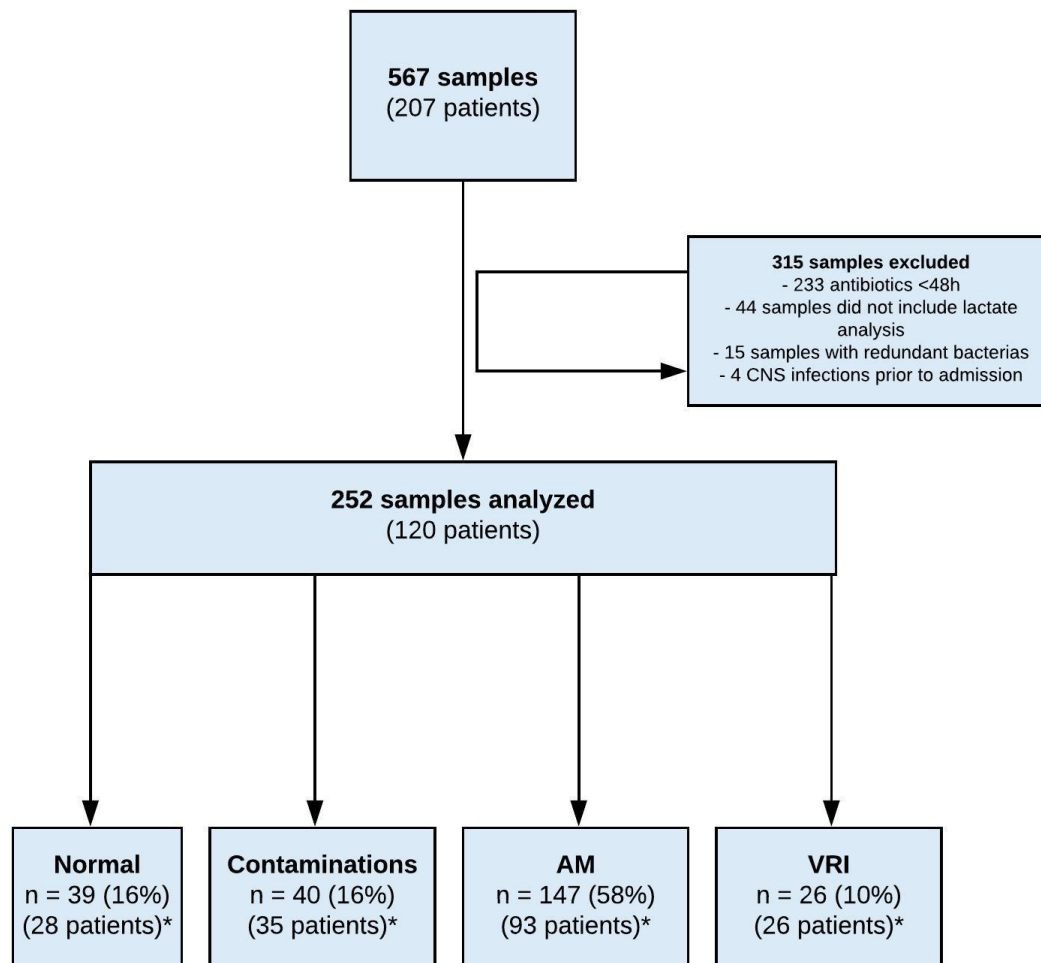 567 samples
(207 patients)
315 samples excluded
- 233 antibiotics <48h
- 44 samples did not include lactate
analysis
- 15 samples with redundant bacterias
- 4 CNS infections prior to admission
252 samples analyzed
(120 patients)
Normal
n = 39 (16%)
(28 patients)*
Contaminations
n = 40 (16%)
(35 patients)*
AM
n = 147 (58%)
(93 patients)*
VRI
n = 26 (10%)
(26 patients)*